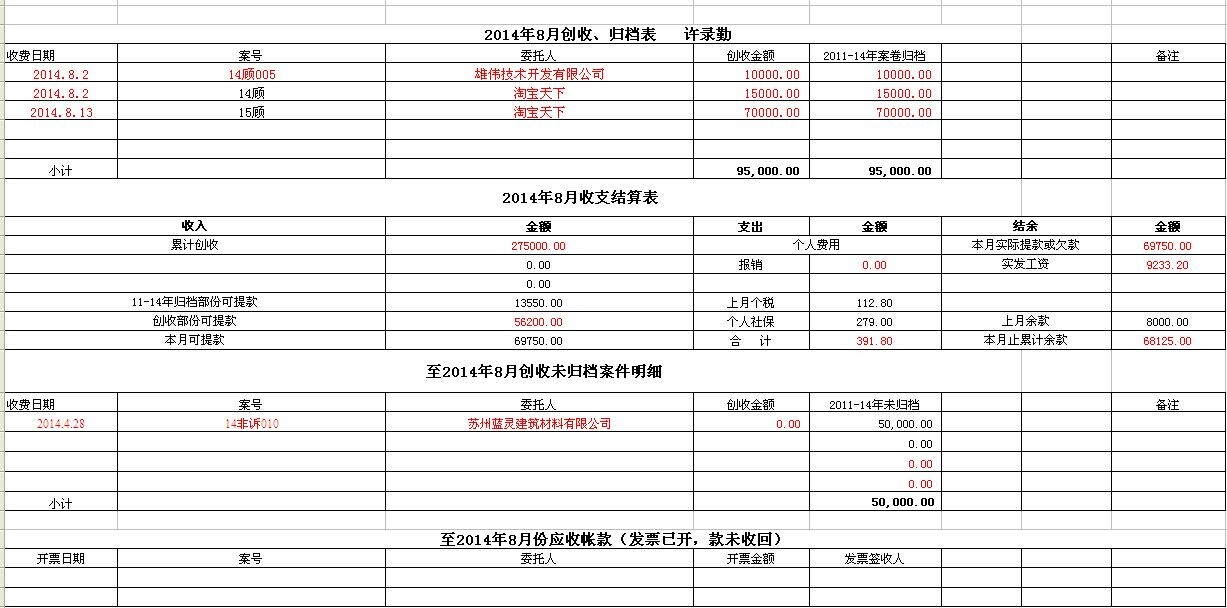 2014年8月创收、归档表 许录勤
收费日期 案号 委托人 创收金额 2011-14年案卷归档 备注
2014.8.2 14顾005 雄伟技术开发有限公司 10000.00 10000.00
2014.8.2 14顾 淘宝天下 15000.00 15000.00
2014.8.13 15顾 淘宝天下 70000.00 70000.00
小计 95,000.00 95,000.00
2014年8月收支结算表
收入 金额 支出 金额 结余 金额
累计创收 275000.00 个人费用 本月实际提款或欠款 69750.00
0.00 报销 0.00 实发工资 9233.20
0.00
11-14年归档部份可提款 13550.00 上月个税 112.80
创收部份可提款 56200.00 个人社保 279.00 上月余款 8000.00
本月可提款 69750.00 合 计 391.80 本月止累计余款 68125.00
至2014年8月创收未归档案件明细
收费日期 案号 委托人 创收金额 2011-14年未归档 备注
2014.4.28 14非诉010 苏州蓝灵建筑材料有限公司 0.00 50,000.00
0.00
0.00
0.00
小计 50,000.00
至2014年8月份应收帐款（发票已开，款未收回）
开票日期 案号 委托人 开票金额 发票签收人